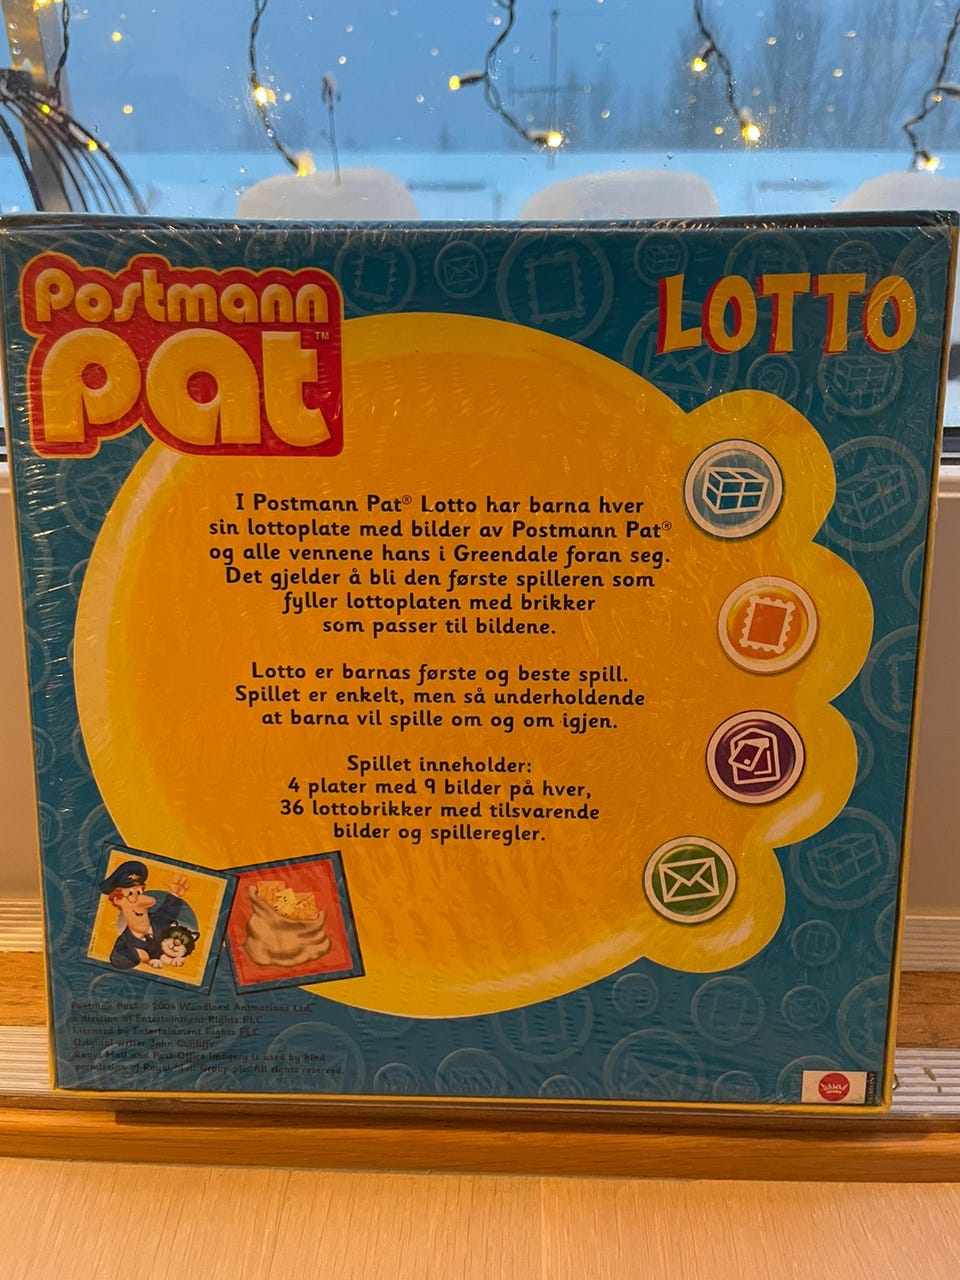 Postmann
Pat™
LOTTO
I Postmann Pat® Lotto har barna hver
sin lottoplate med bilder av Postmann Pat®
og alle vennene hans i Greendale foran seg.
Det gjelder å bli den første spilleren som
fyller lottoplaten med brikker
som passer til bildene.
Lotto er barnas første og beste spill.
Spillet er enkelt, men så underholdende
at barna vil spille om og om igjen.
Spillet inneholder:
4 plater med 9 bilder på hver,
36 lottobrikker med tilsvarende
bilder og spilleregler.
Postman Pat® © 2004 Woodland Animations Ltd,
a division of Entertainment Rights PLC.
Licensed by Entertainment Rights PLC.
Original writer John Cunliffe
Royal Mail and Post Office imagery is used by kind
permission of Royal Mail Group plc. All rights reserved.
EGMONT